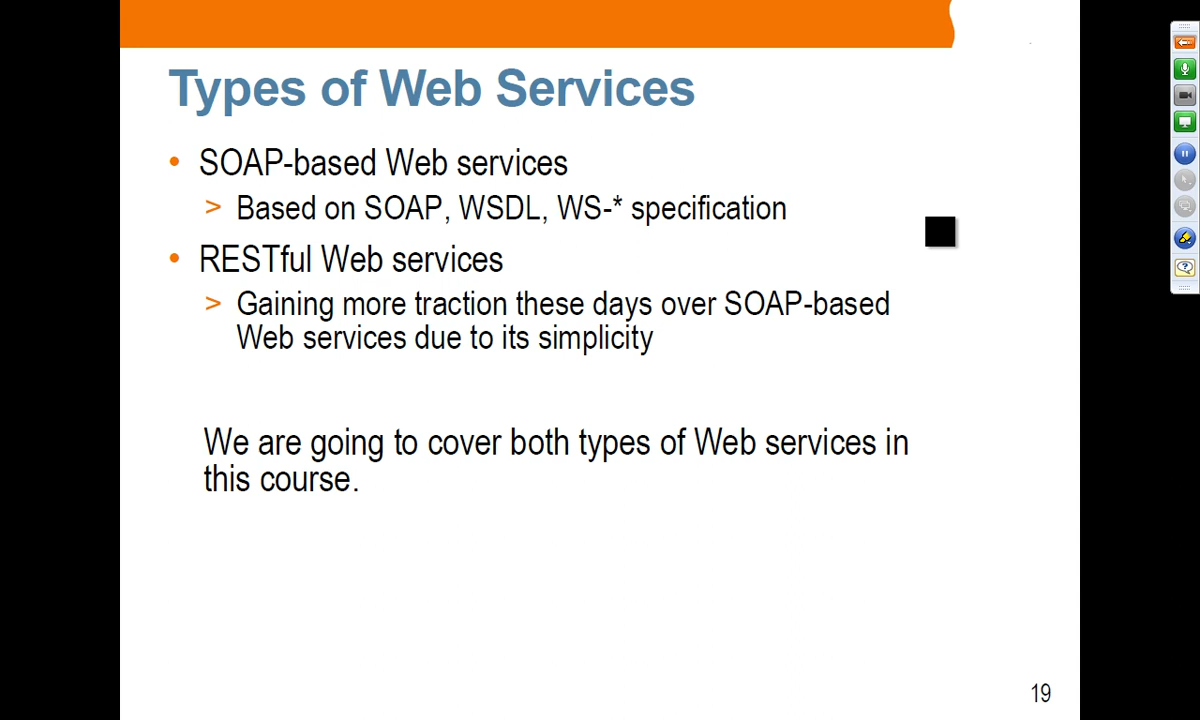 Types of Web Services
• SOAP-based Web services
> Based on SOAP, WSDL, WS-* specification
• RESTful Web services
> Gaining more traction these days over SOAP-based
Web services due to its simplicity
We are going to cover both types of Web services in
this course.
19